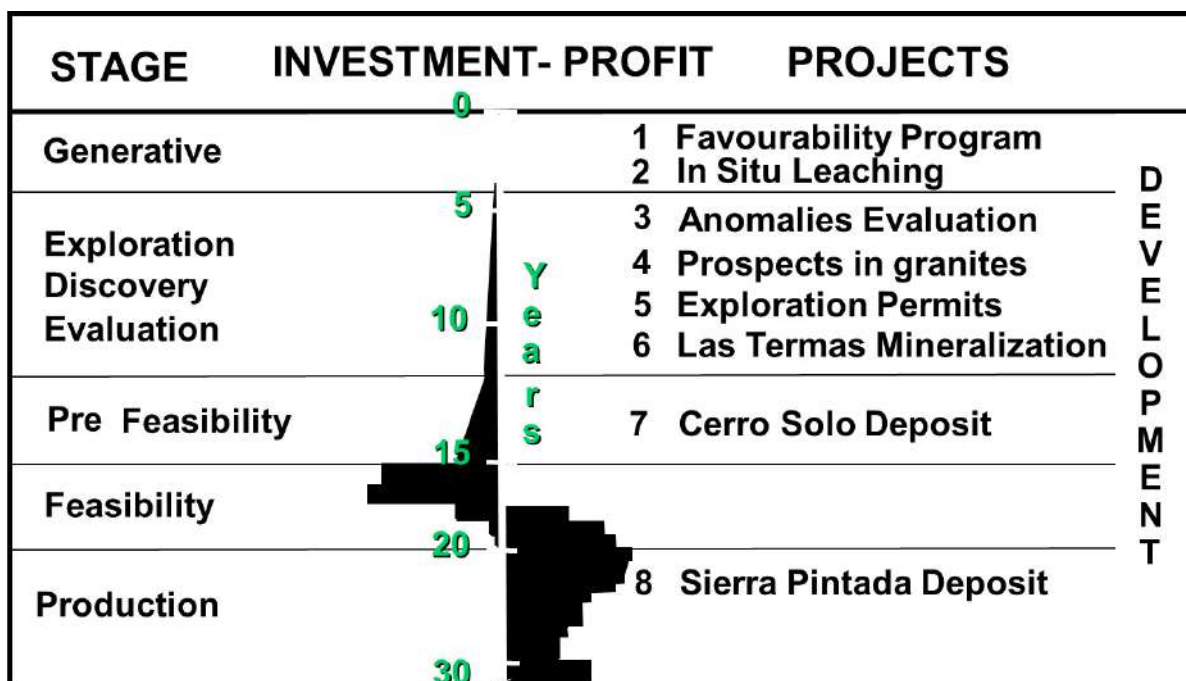 STAGE INVESTMENT- PROFIT PROJECTS
0
Generative
1 Favourability Program
2 In Situ Leaching
5
Exploration
Discovery
Evaluation
10
3 Anomalies Evaluation
4 Prospects in granites
5 Exploration Permits
6 Las Termas Mineralization
Years
Pre Feasibility
7 Cerro Solo Deposit
15
Feasibility
20
Production
8 Sierra Pintada Deposit
30
DEVELOPMENT